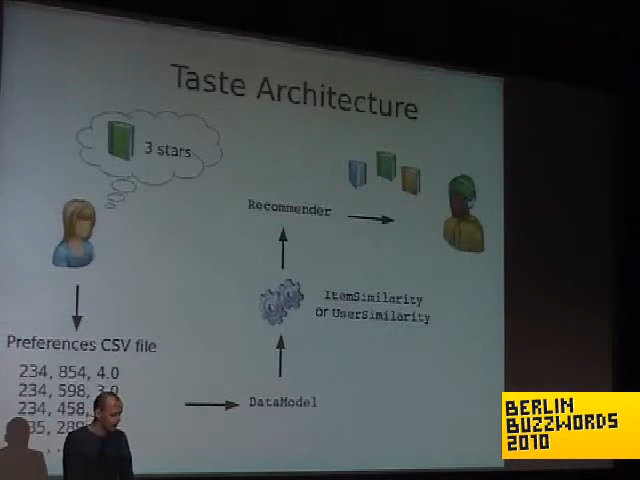 Taste Architecture
3 stars
Recommender
ItemSimilarity
or UserSimilarity
Preferences CSV file
234, 854, 4.0
234, 598, 3.0
234, 458,
DataModel
BERLIN
BUZZWORDS
2010